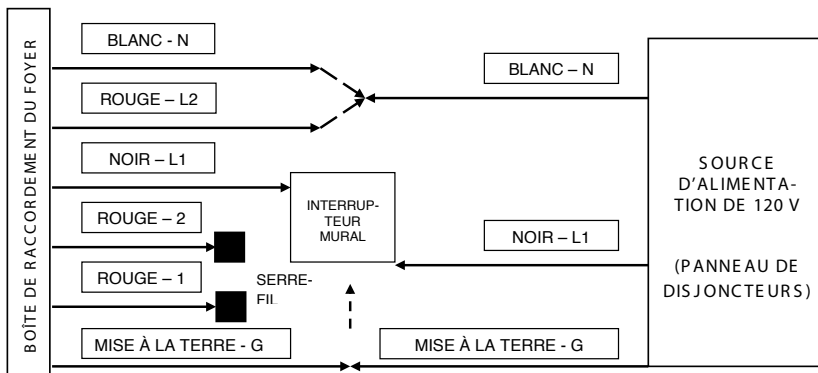 BOÎTE DE RACCORDEMENT DU FOYER
BLANC - N
ROUGE – L2
NOIR – L1
ROUGE – 2
ROUGE – 1
MISE À LA TERRE - G
INTERRUP-
TEUR
MURAL
SERRE-
FIL
BLANC – N
NOIR – L1
MISE À LA TERRE – G
SOURCE
D'ALIMENTA-
TION DE 120 V
(PANNEAU DE
DISJONCTEURS)